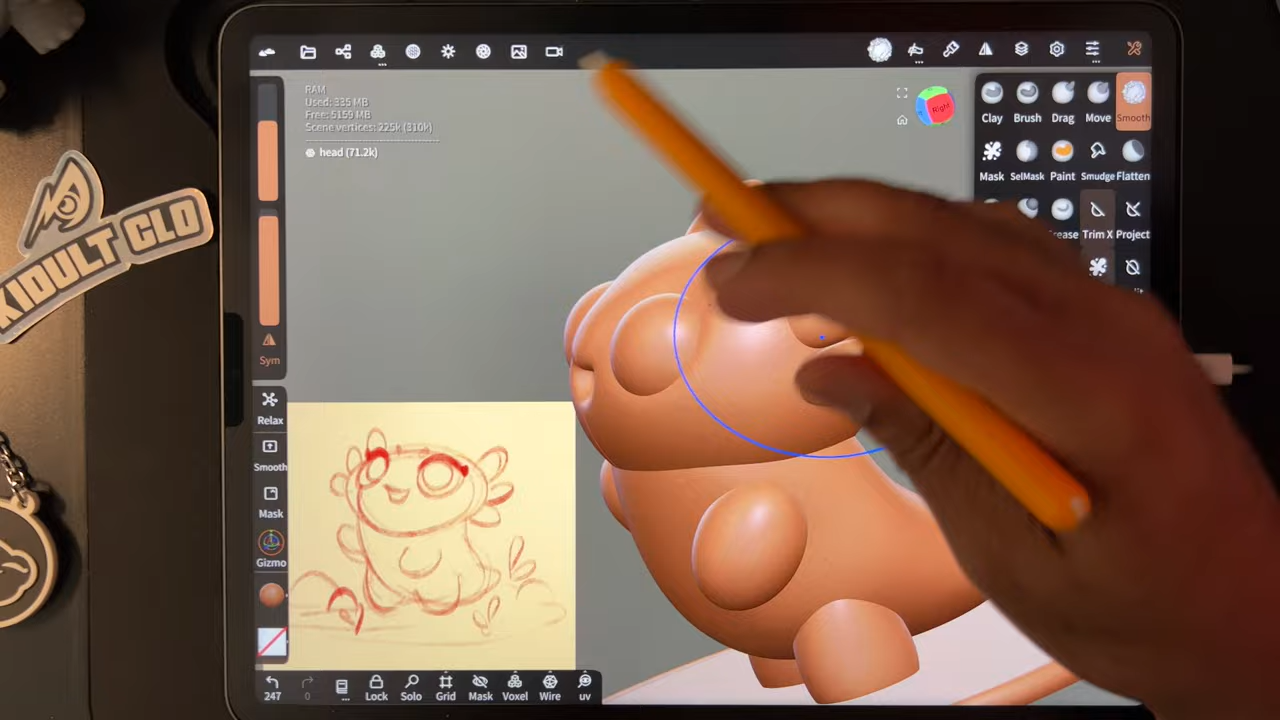 RAM
Used: 335 MB
Free: 5159 MB
Scene vertices: 225k (310k)
head (71.2k)
Right
Clay Brush Drag Move Smooth
Mask SelMask Paint Smudge Flatten
Trim X Project
KIDULT CLO
Sym
Relax
Smooth
Mask
Gizmo
247 0 Lock Solo Grid Mask Voxel Wire uv